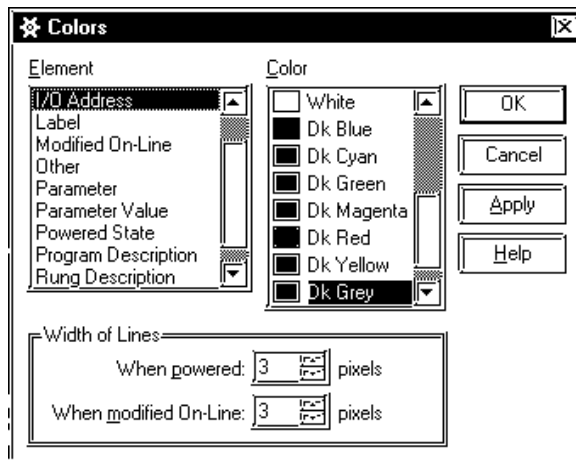 Colors
Element
I/O Address
Label
Modified On-Line
Other
Parameter
Parameter Value
Powered State
Program Description
Rung Description
Color
White
Dk Blue
Dk Cyan
Dk Green
Dk Magenta
Dk Red
Dk Yellow
Dk Grey
OK
Cancel
Apply
Help
Width of Lines
When powered: 3 pixels
When modified On-Line: 3 pixels